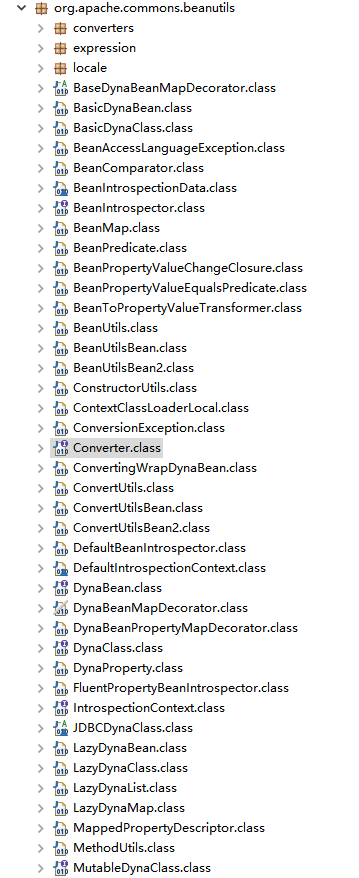 org.apache.commons.beanutils
converters
expression
locale
BaseDynaBeanMapDecorator.class
BasicDynaBean.class
BasicDynaClass.class
BeanAccessLanguageException.class
BeanComparator.class
BeanIntrospectionData.class
BeanIntrospector.class
BeanMap.class
BeanPredicate.class
BeanPropertyValueChangeClosure.class
BeanPropertyValueEqualsPredicate.class
BeanToPropertyValueTransformer.class
BeanUtils.class
BeanUtilsBean.class
BeanUtilsBean2.class
ConstructorUtils.class
ContextClassLoaderLocal.class
ConversionException.class
Converter.class
ConvertingWrapDynaBean.class
ConvertUtils.class
ConvertUtilsBean.class
ConvertUtilsBean2.class
DefaultBeanIntrospector.class
DefaultIntrospectionContext.class
DynaBean.class
DynaBeanMapDecorator.class
DynaBeanPropertyMapDecorator.class
DynaClass.class
DynaProperty.class
FluentPropertyBeanIntrospector.class
IntrospectionContext.class
JDBCDynaClass.class
LazyDynaBean.class
LazyDynaClass.class
LazyDynaList.class
LazyDynaMap.class
MappedPropertyDescriptor.class
MethodUtils.class
MutableDynaClass.class